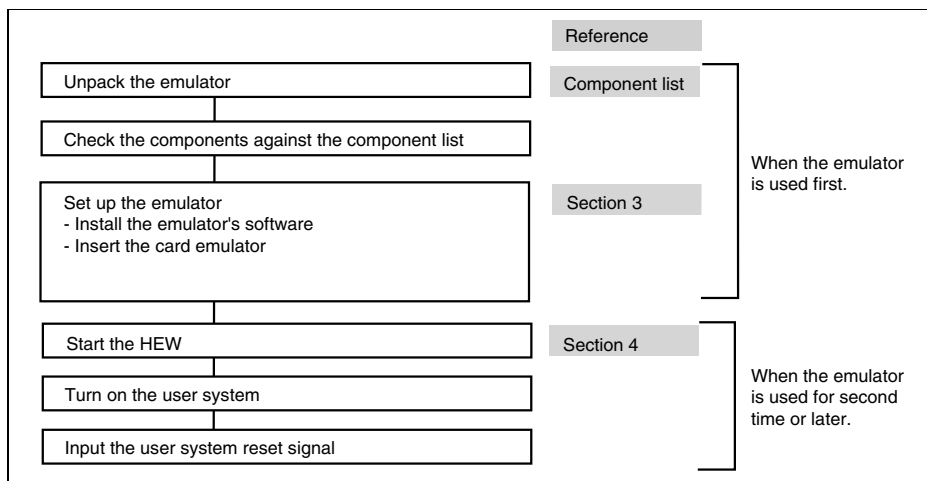 Reference
Unpack the emulator
Component list
Check the components against the component list
When the emulator
is used first.
Set up the emulator
- Install the emulator's software
- Insert the card emulator
Section 3
Start the HEW
Section 4
Turn on the user system
When the emulator
is used for second
time or later.
Input the user system reset signal